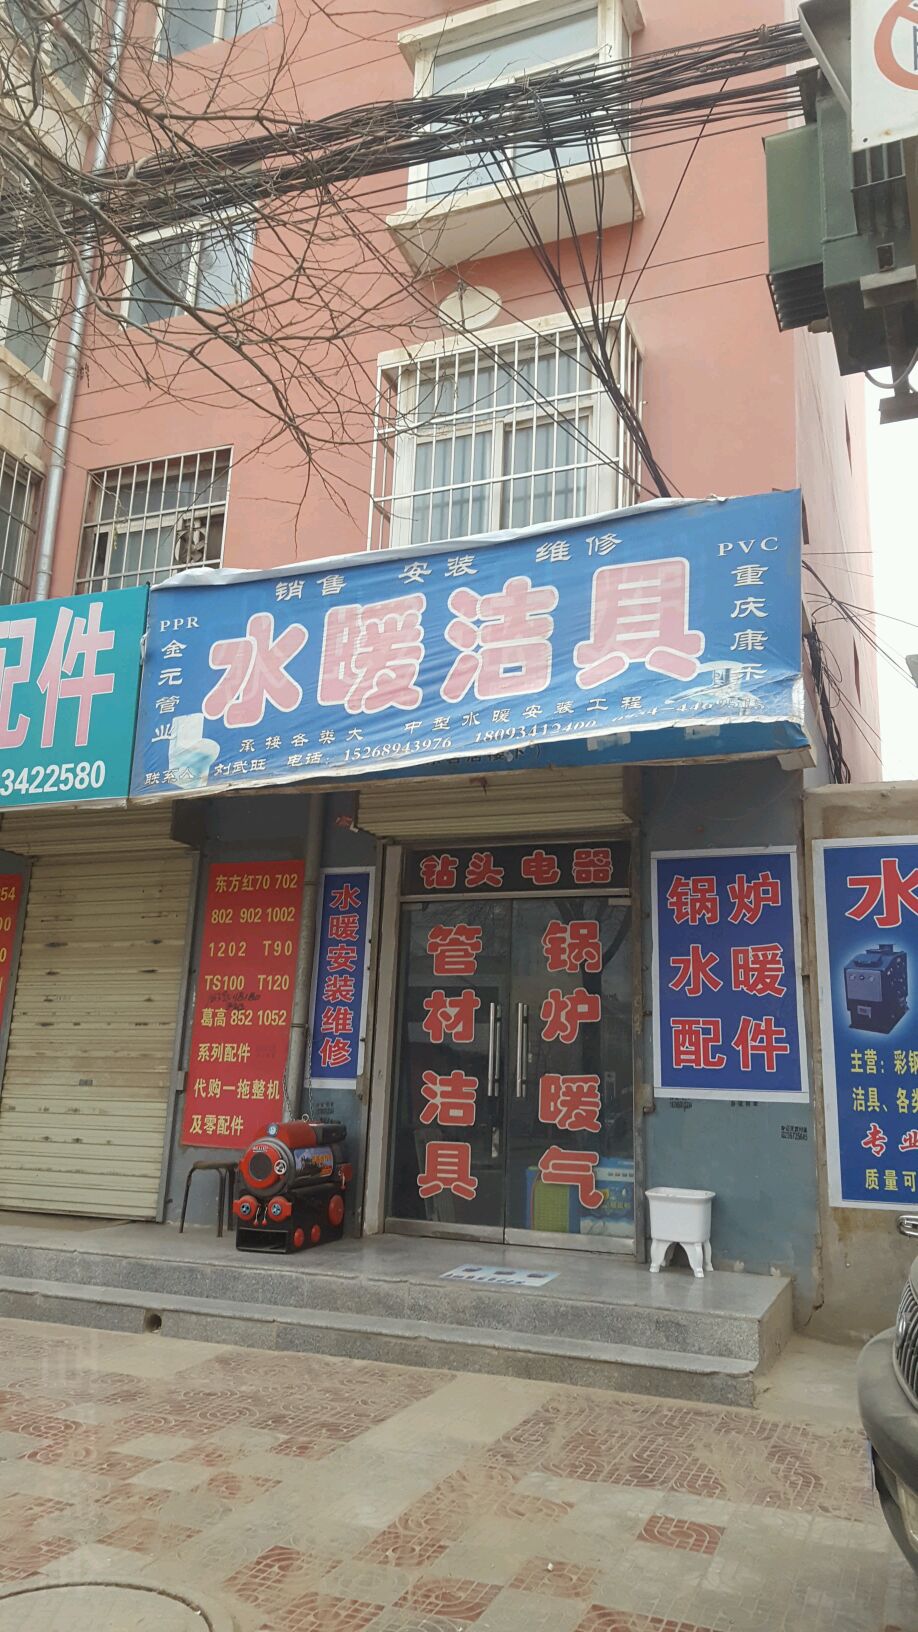 配件
3422580
销售 安装 维修
PPR
金元管业
水暖洁具
PVC
重庆康乐
承接各类大 中型水暖安装工程
联系人 刘武旺 电话：15268943976 18093412400
东方红70 702
802 902 1002
1202 T90
TS100 T120
葛高 852 1052
系列配件
代购一拖整机
及零配件
水暖安装维修
钻头 电器
管材洁具
锅炉暖气
锅炉
水暖
配件
水
主营：彩钢
洁具、各类
专业
质量可